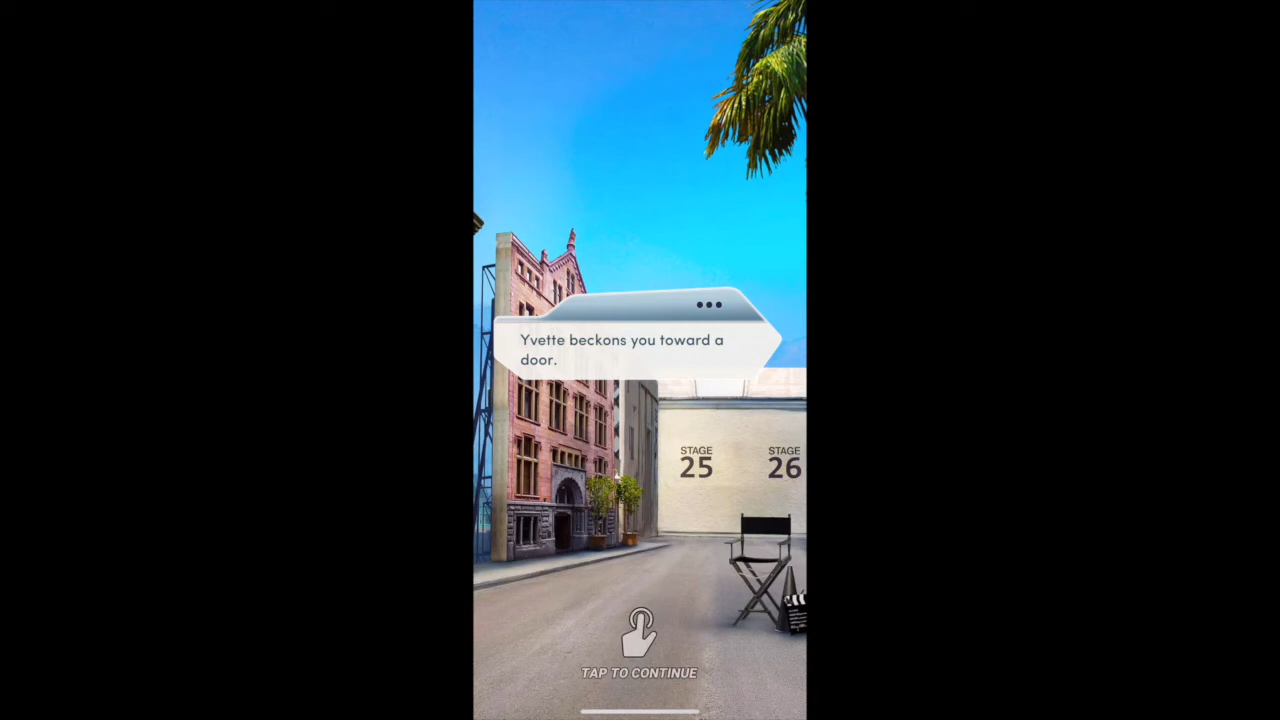 Yvette beckons you toward a
door.
STAGE
25
STAGE
26
TAP TO CONTINUE